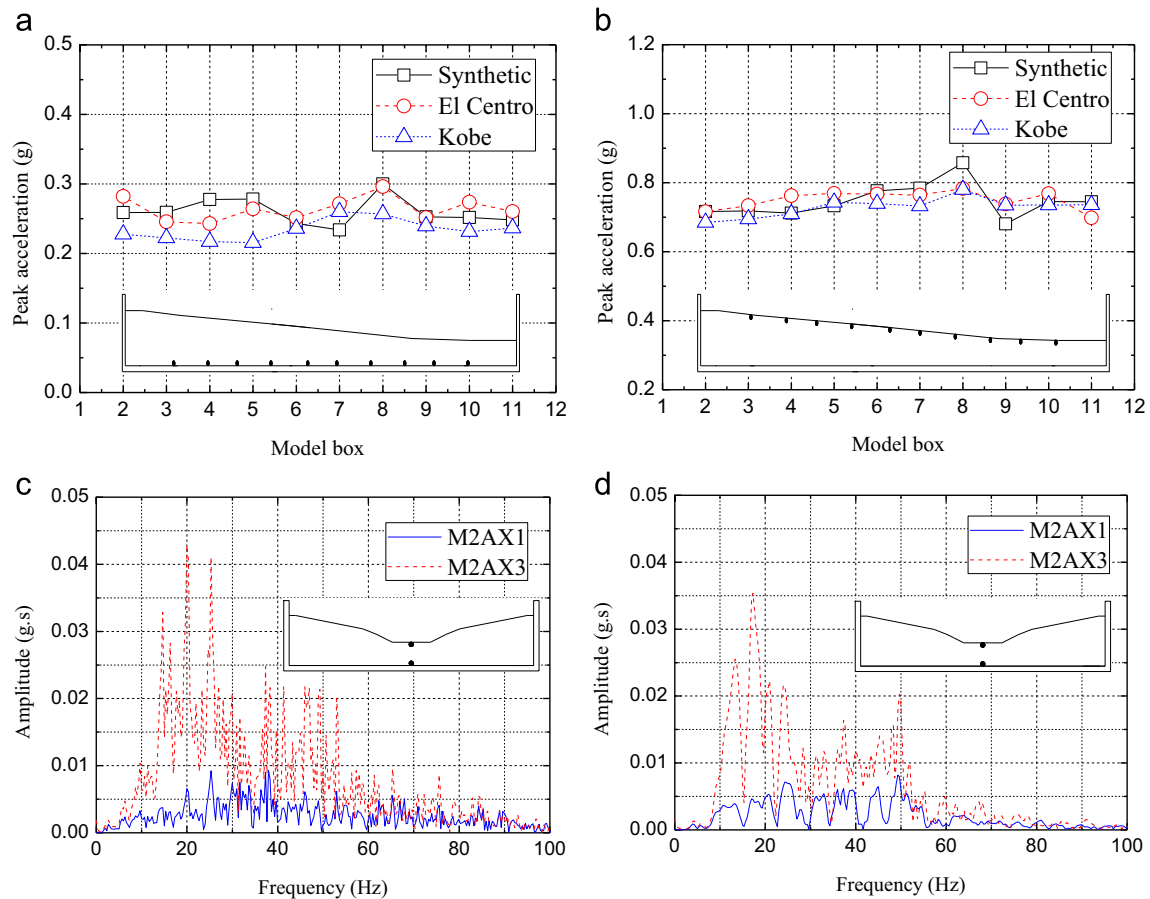 a
0.5
0.4
0.3
0.2
0.1
0.0
Peak acceleration (g)
Synthetic
El Centro
Kobe
1 2 3 4 5 6 7 8 9 10 11 12
Model box
b
1.2
1.0
0.8
0.6
0.4
0.2
Peak acceleration (g)
Synthetic
El Centro
Kobe
1 2 3 4 5 6 7 8 9 10 11 12
Model box
c
0.05
0.04
0.03
0.02
0.01
0.00
Amplitude (g.s)
M2AX1
M2AX3
0 20 40 60 80 100
Frequency (Hz)
d
0.05
0.04
0.03
0.02
0.01
0.00
Amplitude (g.s)
M2AX1
M2AX3
0 20 40 60 80 100
Frequency (Hz)